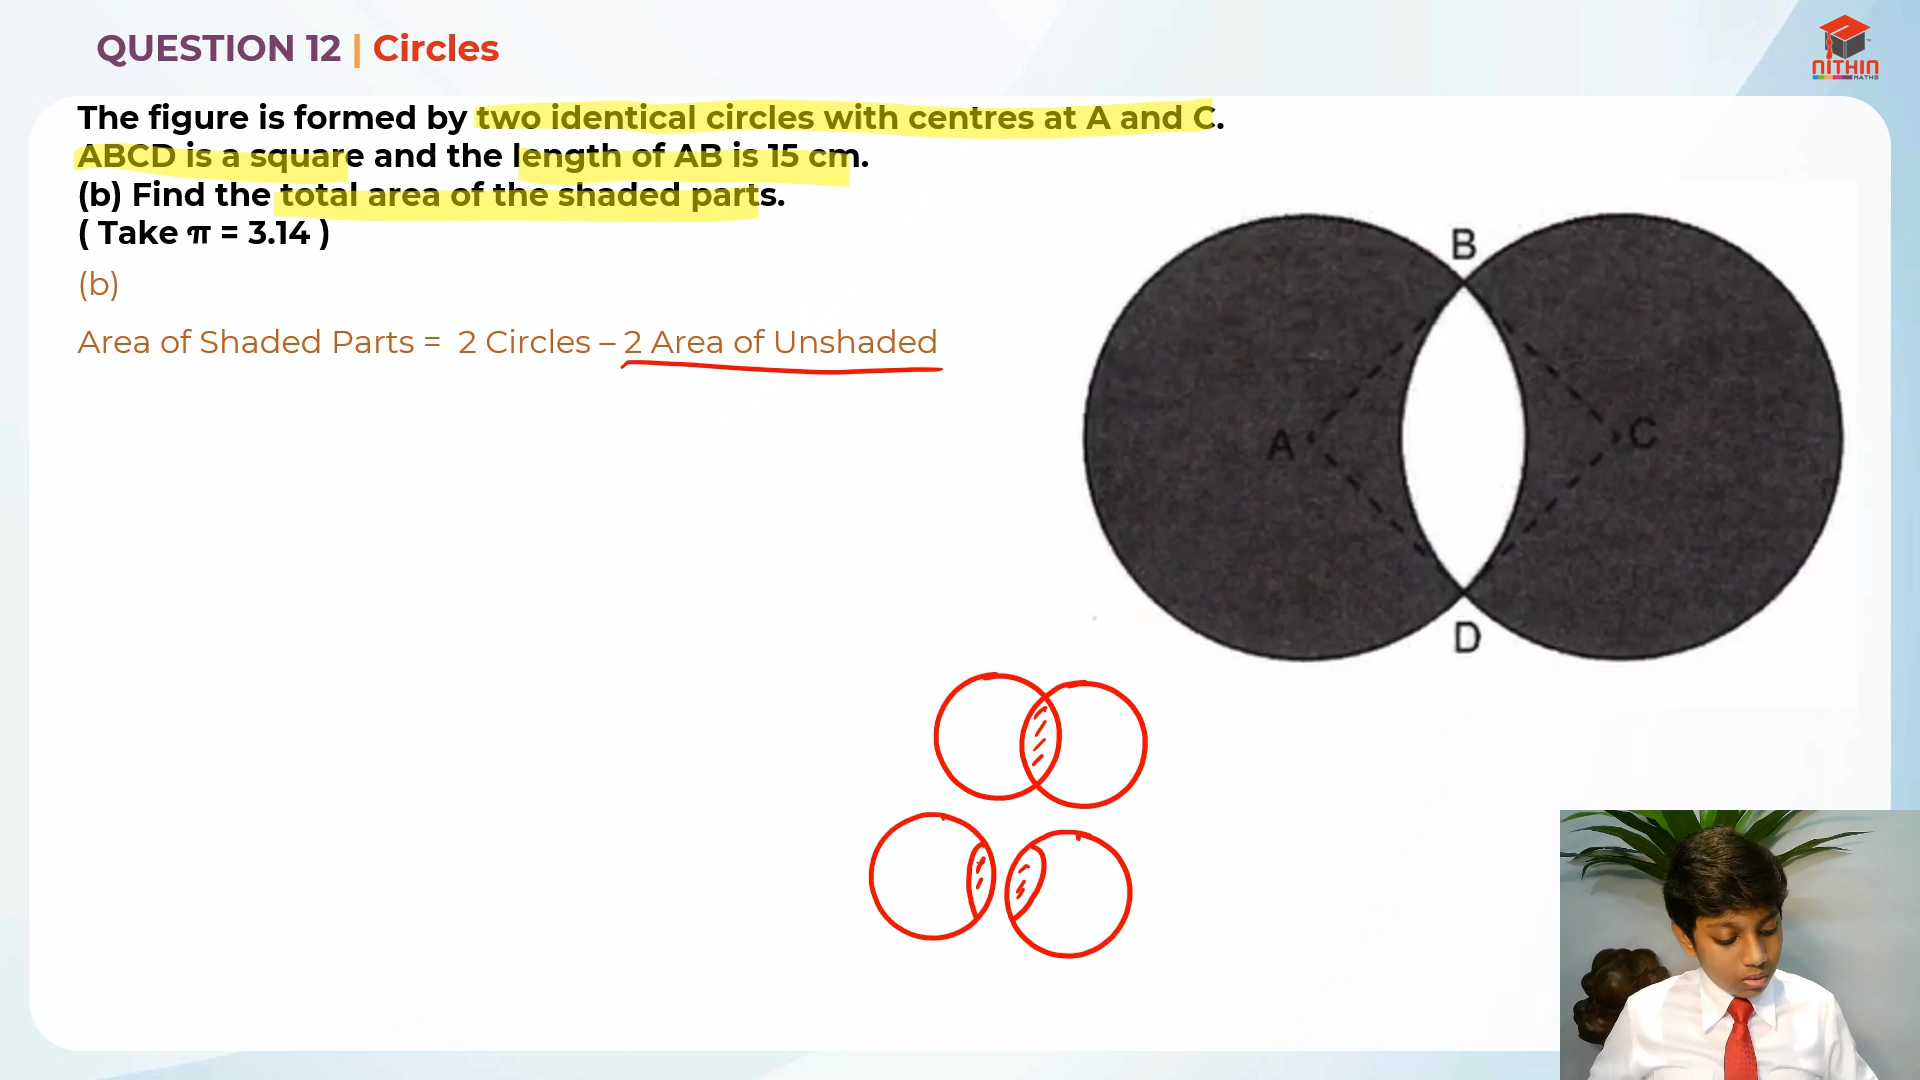 QUESTION 12 | Circles
NITHIN
MATHS
The figure is formed by two identical circles with centres at A and C.
ABCD is a square and the length of AB is 15 cm.
(b) Find the total area of the shaded parts.
( Take π = 3.14 )
(b)
Area of Shaded Parts = 2 Circles – 2 Area of Unshaded
B
A
C
D